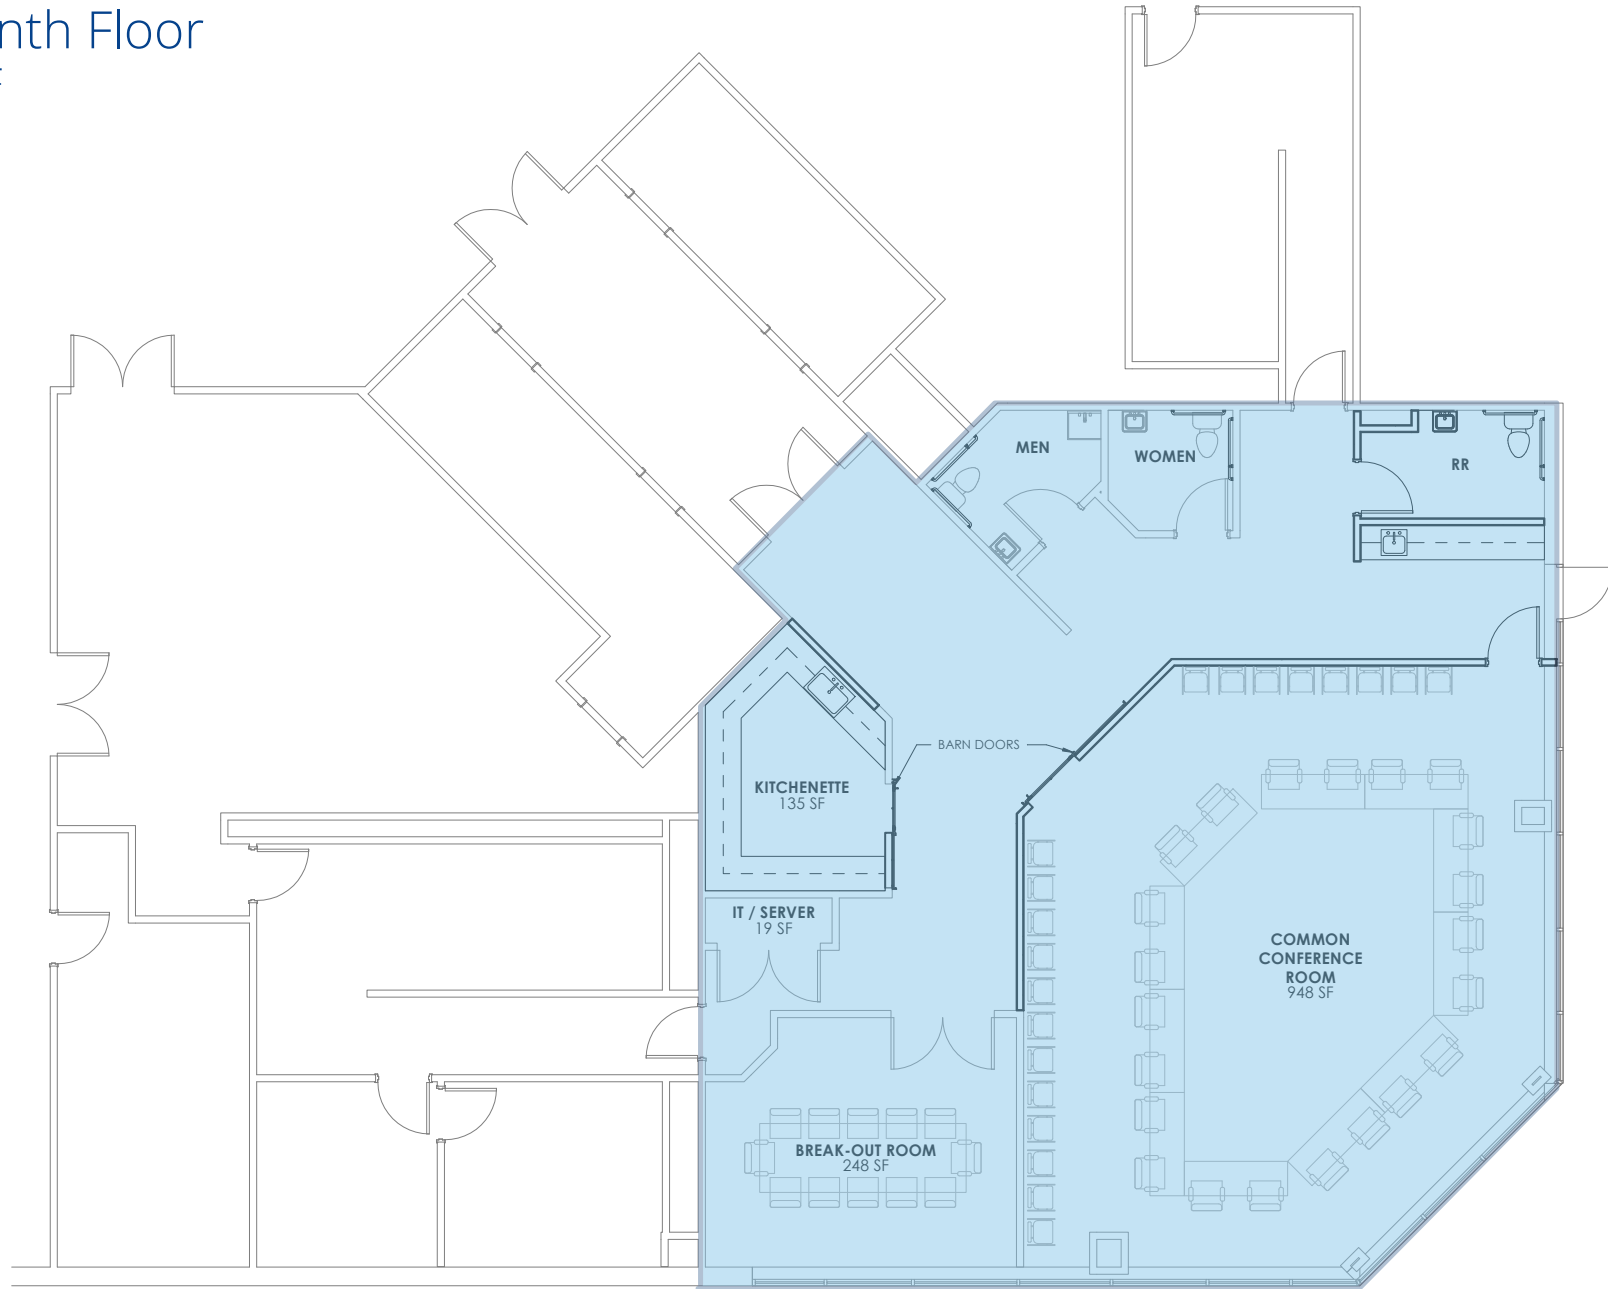 nth Floor
MEN
WOMEN
RR
BARN DOORS
KITCHENETTE
135 SF
IT / SERVER
19 SF
COMMON
CONFERENCE
ROOM
948 SF
BREAK-OUT ROOM
248 SF